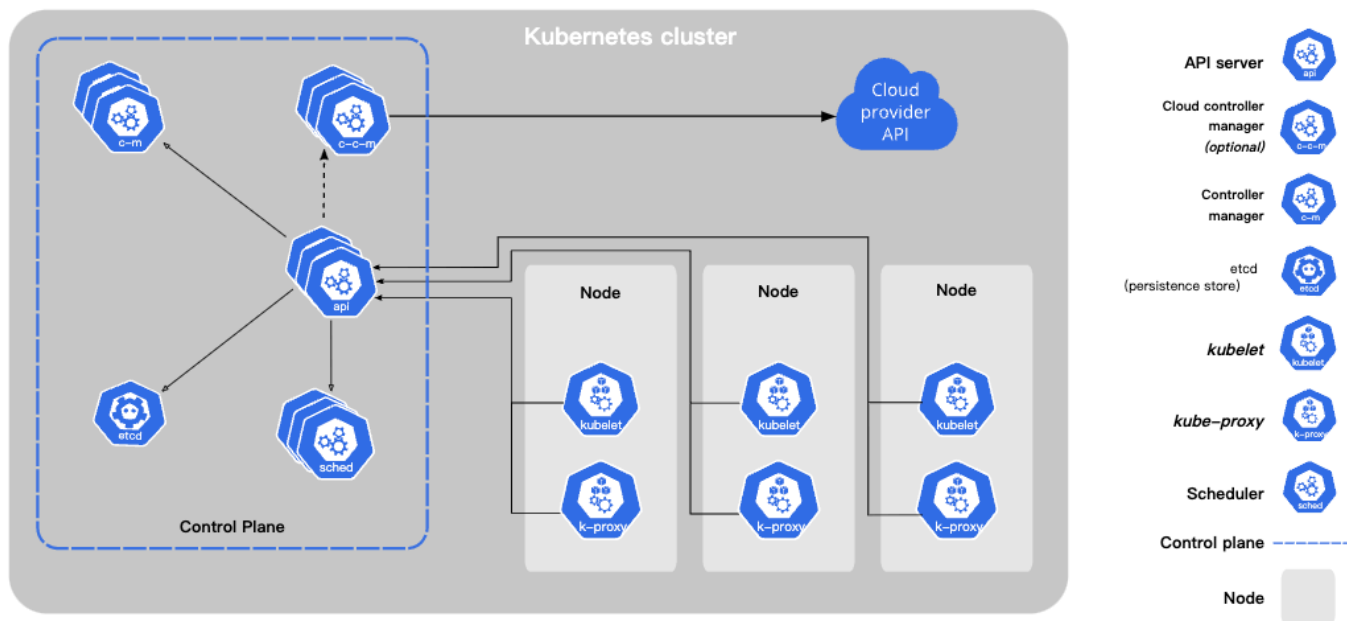 Kubernetes cluster
c-m
c-c-m
Cloud
provider
API
api
etcd
sched
Control Plane
Node
kubelet
k-proxy
Node
kubelet
k-proxy
Node
kubelet
k-proxy
API server
api
Cloud controller
manager
(optional)
c-c-m
Controller
manager
c-m
etcd
(persistence store)
etcd
kubelet
kubelet
kube-proxy
k-proxy
Scheduler
sched
Control plane
Node